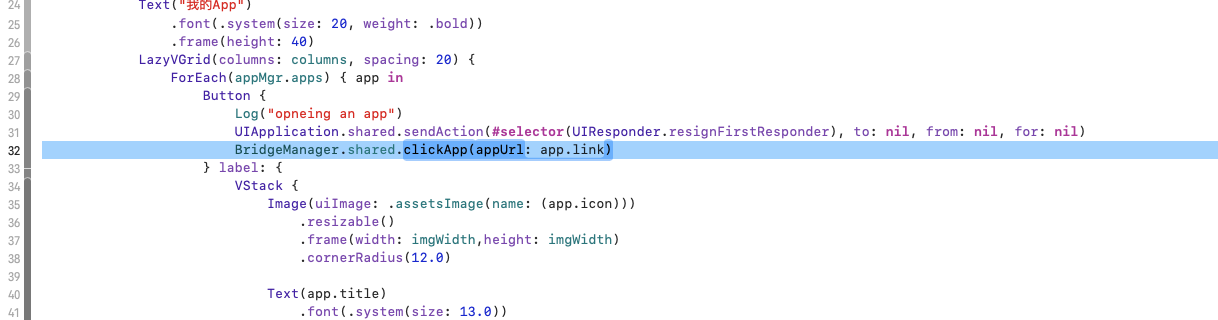 24 Text("我的App")
25 .font(.system(size: 20, weight: .bold))
26 .frame(height: 40)
27 LazyVGrid(columns: columns, spacing: 20) {
28 ForEach(appMgr.apps) { app in
29 Button {
30 Log("opneing an app")
31 UIApplication.shared.sendAction(#selector(UIResponder.resignFirstResponder), to: nil, from: nil, for: nil)
32 BridgeManager.shared.clickApp(appUrl: app.link)
33 } label: {
34 VStack {
35 Image(uiImage: .assetsImage(name: (app.icon)))
36 .resizable()
37 .frame(width: imgWidth,height: imgWidth)
38 .cornerRadius(12.0)
39
40 Text(app.title)
41 .font(.system(size: 13.0))